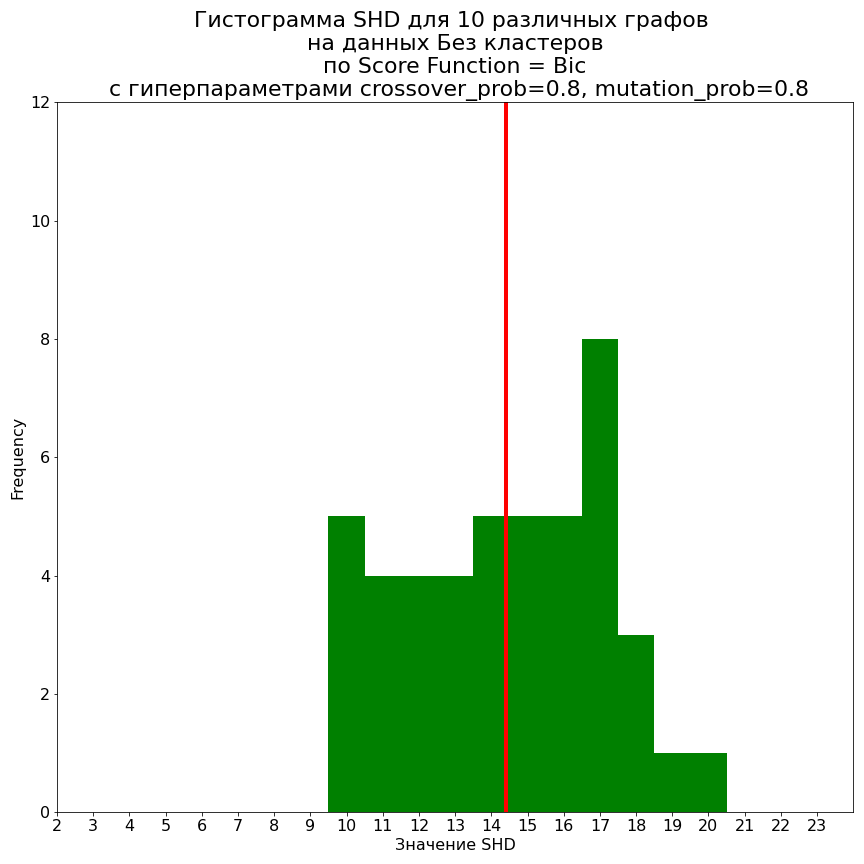 Гистограмма SHD для 10 различных графов
на данных Без кластеров
по Score Function = Bic
с гиперпараметрами crossover_prob=0.8, mutation_prob=0.8
12
10
8
6
4
2
0
Frequency
2 3 4 5 6 7 8 9 10 11 12 13 14 15 16 17 18 19 20 21 22 23
Значение SHD